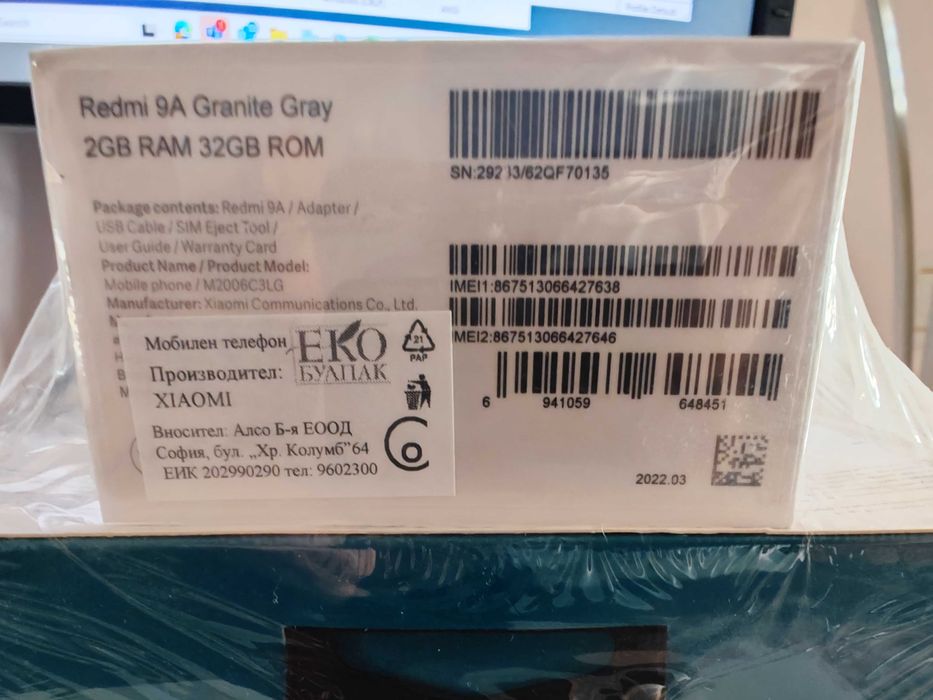 Redmi 9A Granite Gray
2GB RAM 32GB ROM
Package contents: Redmi 9A / Adapter /
USB Cable / SIM Eject Tool /
User Guide / Warranty Card
Product Name / Product Model:
Mobile phone / M2006C3LG
Manufacturer: Xiaomi Communications Co., Ltd.
Мобилен телефон
Производител:
XIAOMI
ЕКО
БУЛПАК
21
PAP
Вносител: Алсо Б-я ЕООД
София, бул. „Хр. Колумб”64
ЕИК 202990290 тел: 9602300
IMEI1:867513066427638
IMEI2:867513066427646
6 941059 648451
2022.03